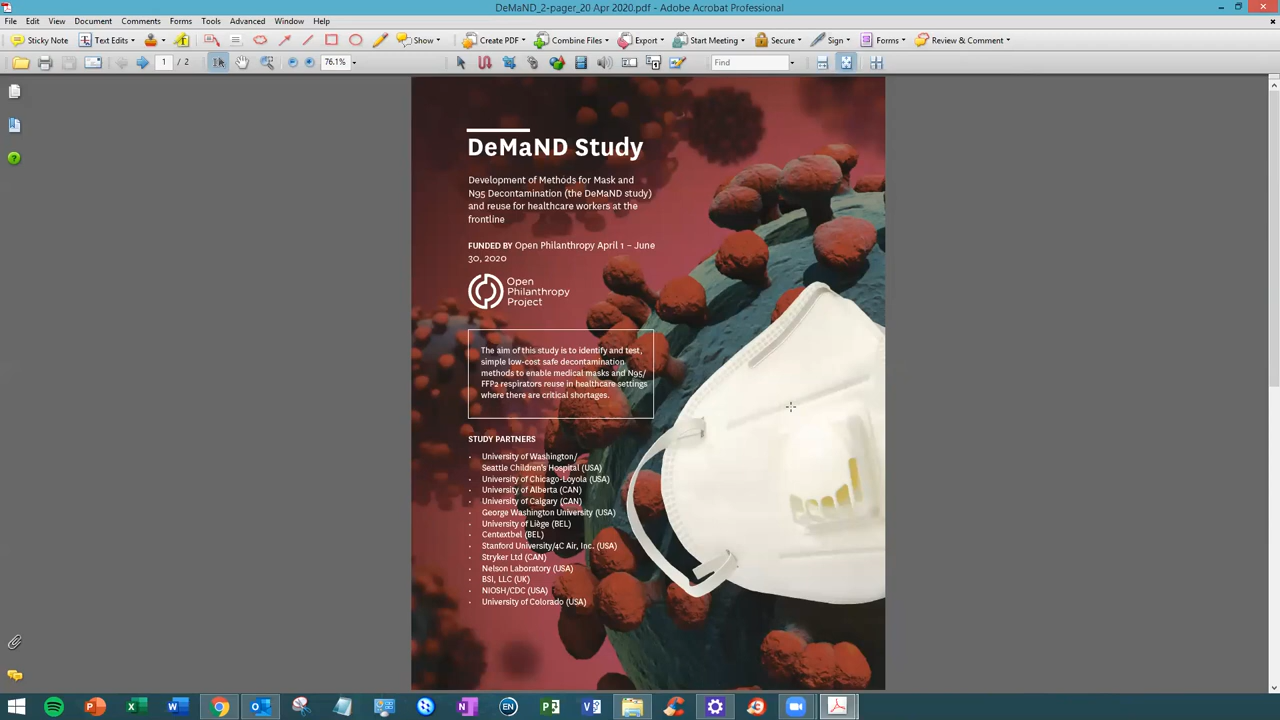 DeMaND_2-pager_20 Apr 2020.pdf - Adobe Acrobat Professional
File Edit View Document Comments Forms Tools Advanced Window Help
Sticky Note Text Edits Show Create PDF Combine Files Export Start Meeting Secure Sign Forms Review & Comment
1 / 2 76.1% Find
DeMaND Study
Development of Methods for Mask and
N95 Decontamination (the DeMaND study)
and reuse for healthcare workers at the
frontline
FUNDED BY Open Philanthropy April 1 – June
30, 2020
Open
Philanthropy
Project
The aim of this study is to identify and test,
simple low-cost safe decontamination
methods to enable medical masks and N95/
FFP2 respirators reuse in healthcare settings
where there are critical shortages.
STUDY PARTNERS
· University of Washington/
Seattle Children's Hospital (USA)
· University of Chicago-Loyola (USA)
· University of Alberta (CAN)
· University of Calgary (CAN)
· George Washington University (USA)
· University of Liège (BEL)
· Centexbel (BEL)
· Stanford University/4C Air, Inc. (USA)
· Stryker Ltd (CAN)
· Nelson Laboratory (USA)
· BSI, LLC (UK)
· NIOSH/CDC (USA)
· University of Colorado (USA)
EN